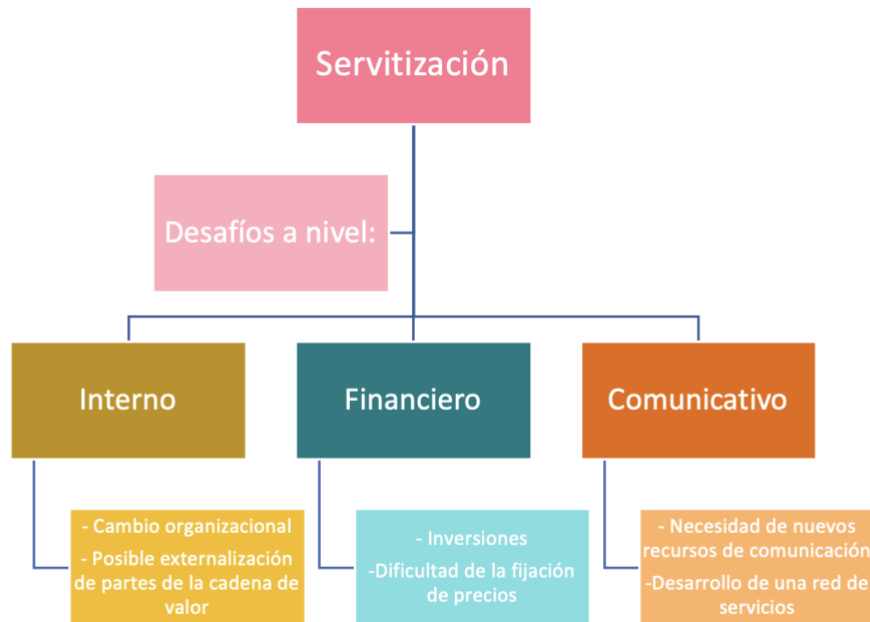 Servitización
Desafíos a nivel:
Interno
Financiero
Comunicativo
- Cambio organizacional
- Posible externalización
de partes de la cadena de
valor
- Inversiones
-Dificultad de la fijación
de precios
- Necesidad de nuevos
recursos de comunicación
-Desarrollo de una red de
servicios